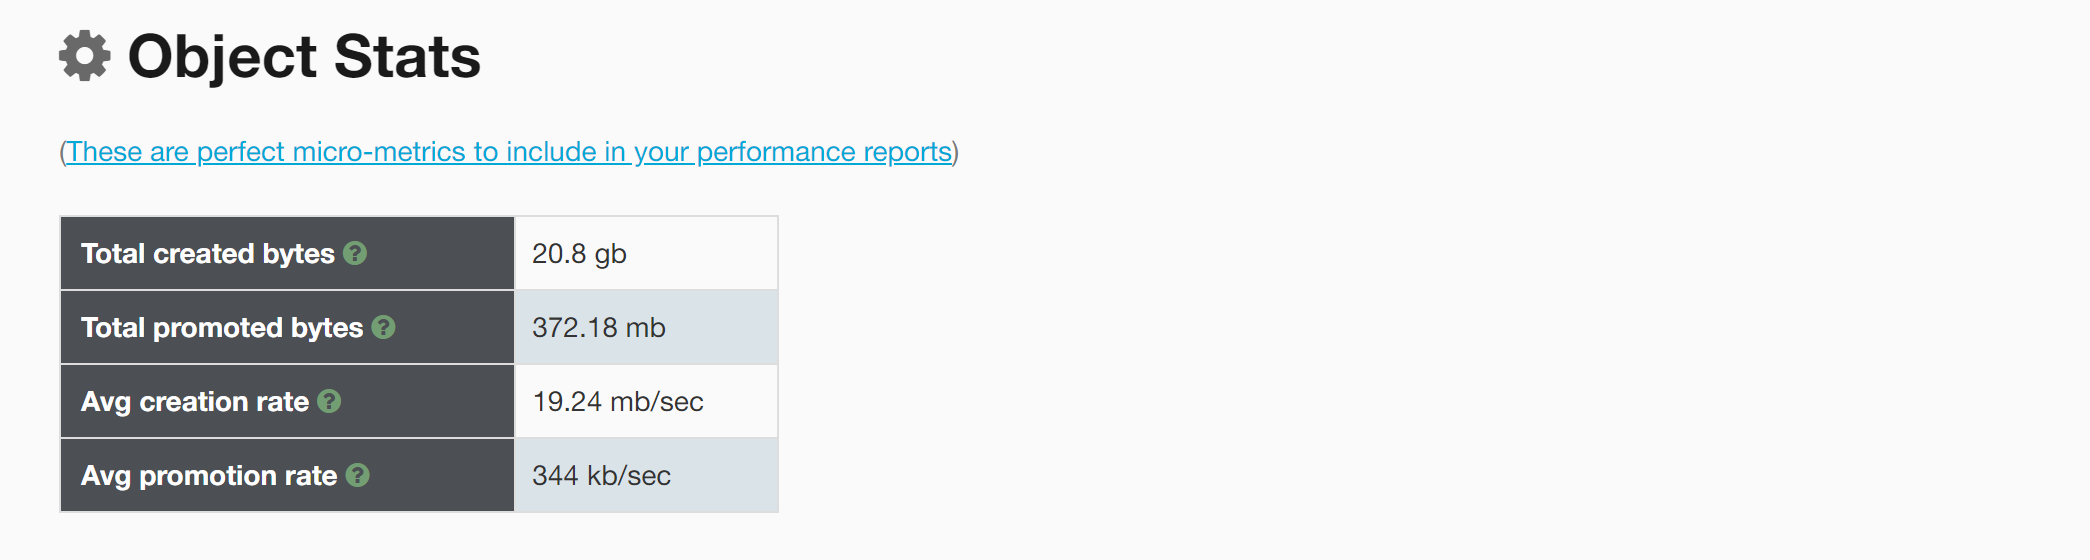 Object Stats
(These are perfect micro-metrics to include in your performance reports)
Total created bytes ? 20.8 gb
Total promoted bytes ? 372.18 mb
Avg creation rate ? 19.24 mb/sec
Avg promotion rate ? 344 kb/sec